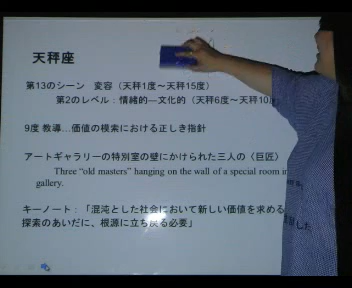 天秤座
第13のシーン 変容（天秤1度〜天秤15度）
第2のレベル：情緒的―文化的（天秤6度〜天秤10
9度 教導…価値の模索における正しき指針
アートギャラリーの特別室の壁にかけられた三人の〈巨匠〉
Three “old masters” hanging on the wall of a special room in
gallery.
キーノート：「混沌とした社会において新しい価値を求める
探索のあいだに、根源に立ち戻る必要」